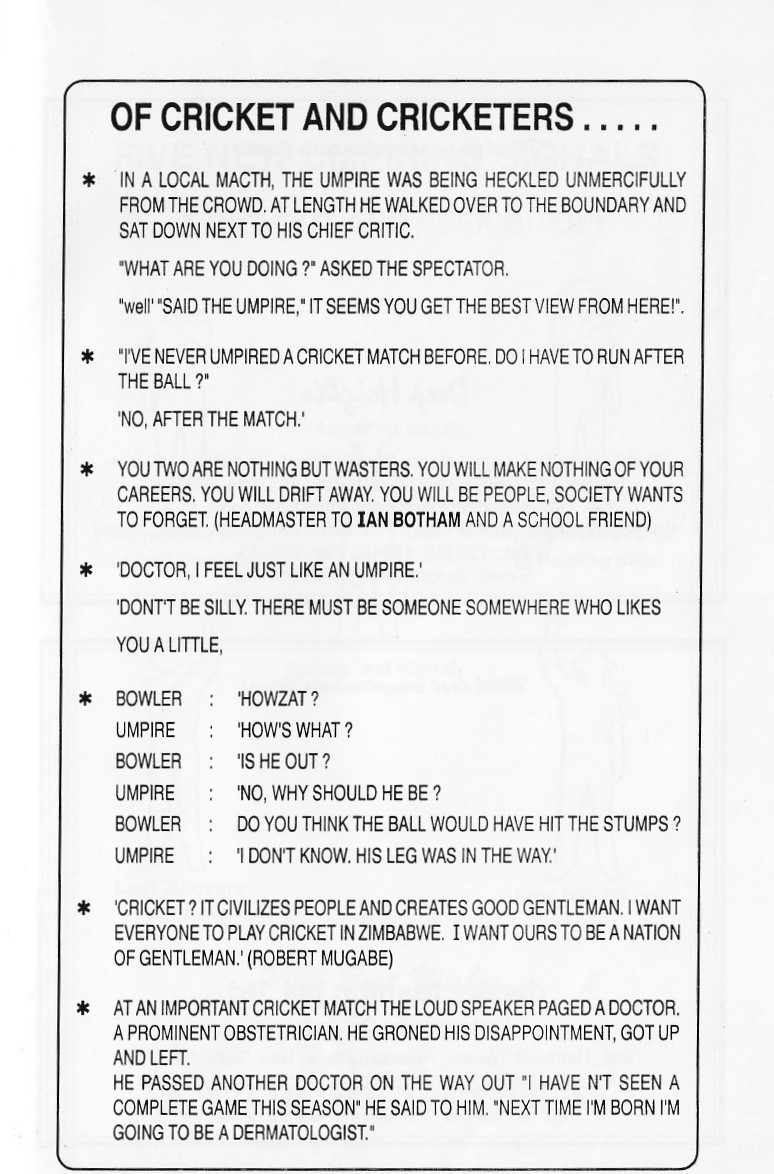 OF CRICKET AND CRICKETERS . . . . .
✱ IN A LOCAL MACTH, THE UMPIRE WAS BEING HECKLED UNMERCIFULLY
FROM THE CROWD. AT LENGTH HE WALKED OVER TO THE BOUNDARY AND
SAT DOWN NEXT TO HIS CHIEF CRITIC.
"WHAT ARE YOU DOING ?" ASKED THE SPECTATOR.
"well' "SAID THE UMPIRE," IT SEEMS YOU GET THE BEST VIEW FROM HERE!".
✱ "I'VE NEVER UMPIRED A CRICKET MATCH BEFORE. DO I HAVE TO RUN AFTER
THE BALL ?"
'NO, AFTER THE MATCH.'
✱ YOU TWO ARE NOTHING BUT WASTERS. YOU WILL MAKE NOTHING OF YOUR
CAREERS. YOU WILL DRIFT AWAY. YOU WILL BE PEOPLE, SOCIETY WANTS
TO FORGET. (HEADMASTER TO IAN BOTHAM AND A SCHOOL FRIEND)
✱ 'DOCTOR, I FEEL JUST LIKE AN UMPIRE.'
'DONT'T BE SILLY. THERE MUST BE SOMEONE SOMEWHERE WHO LIKES
YOU A LITTLE,
✱ BOWLER : 'HOWZAT ?
UMPIRE : 'HOW'S WHAT ?
BOWLER : 'IS HE OUT ?
UMPIRE : 'NO, WHY SHOULD HE BE ?
BOWLER : DO YOU THINK THE BALL WOULD HAVE HIT THE STUMPS ?
UMPIRE : 'I DON'T KNOW. HIS LEG WAS IN THE WAY.'
✱ 'CRICKET ? IT CIVILIZES PEOPLE AND CREATES GOOD GENTLEMAN. I WANT
EVERYONE TO PLAY CRICKET IN ZIMBABWE. I WANT OURS TO BE A NATION
OF GENTLEMAN.' (ROBERT MUGABE)
✱ AT AN IMPORTANT CRICKET MATCH THE LOUD SPEAKER PAGED A DOCTOR.
A PROMINENT OBSTETRICIAN. HE GRONED HIS DISAPPOINTMENT, GOT UP
AND LEFT.
HE PASSED ANOTHER DOCTOR ON THE WAY OUT "I HAVE N'T SEEN A
COMPLETE GAME THIS SEASON" HE SAID TO HIM. "NEXT TIME I'M BORN I'M
GOING TO BE A DERMATOLOGIST."